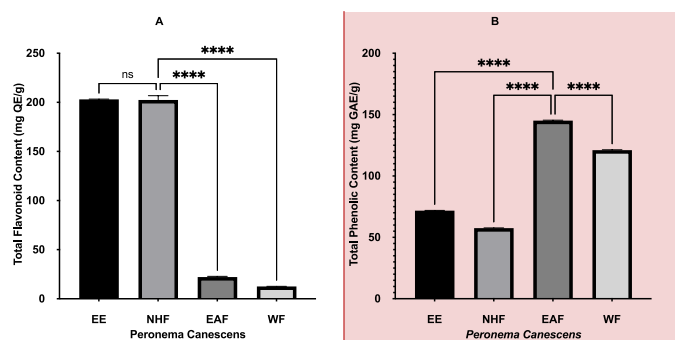 A
Total Flavonoid Content (mg QE/g)
250
200
150
100
50
0
ns
****
****
EE NHF EAF WF
Peronema Canescens
B
Total Phenolic Content (mg GAE/g)
200
150
100
50
0
****
**** ****
EE NHF EAF WF
Peronema Canescens